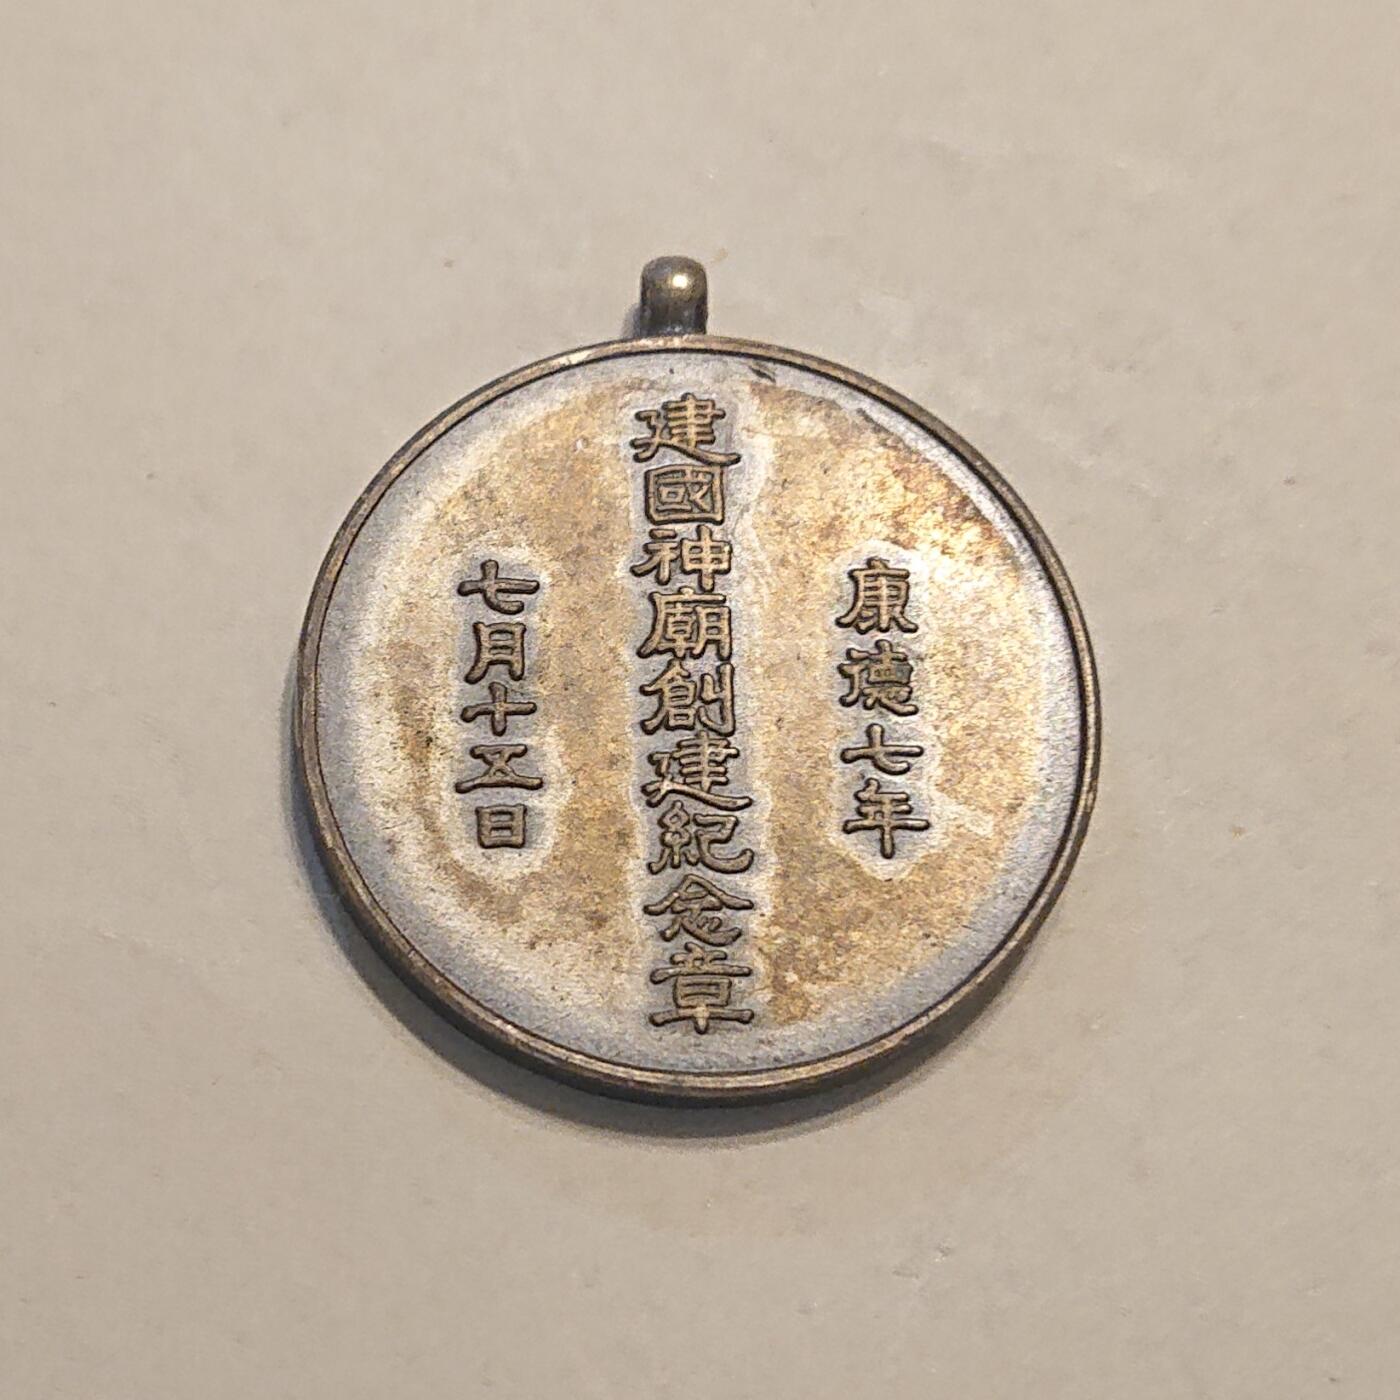 康德七年
建國神廟創建紀念章
七月十五日